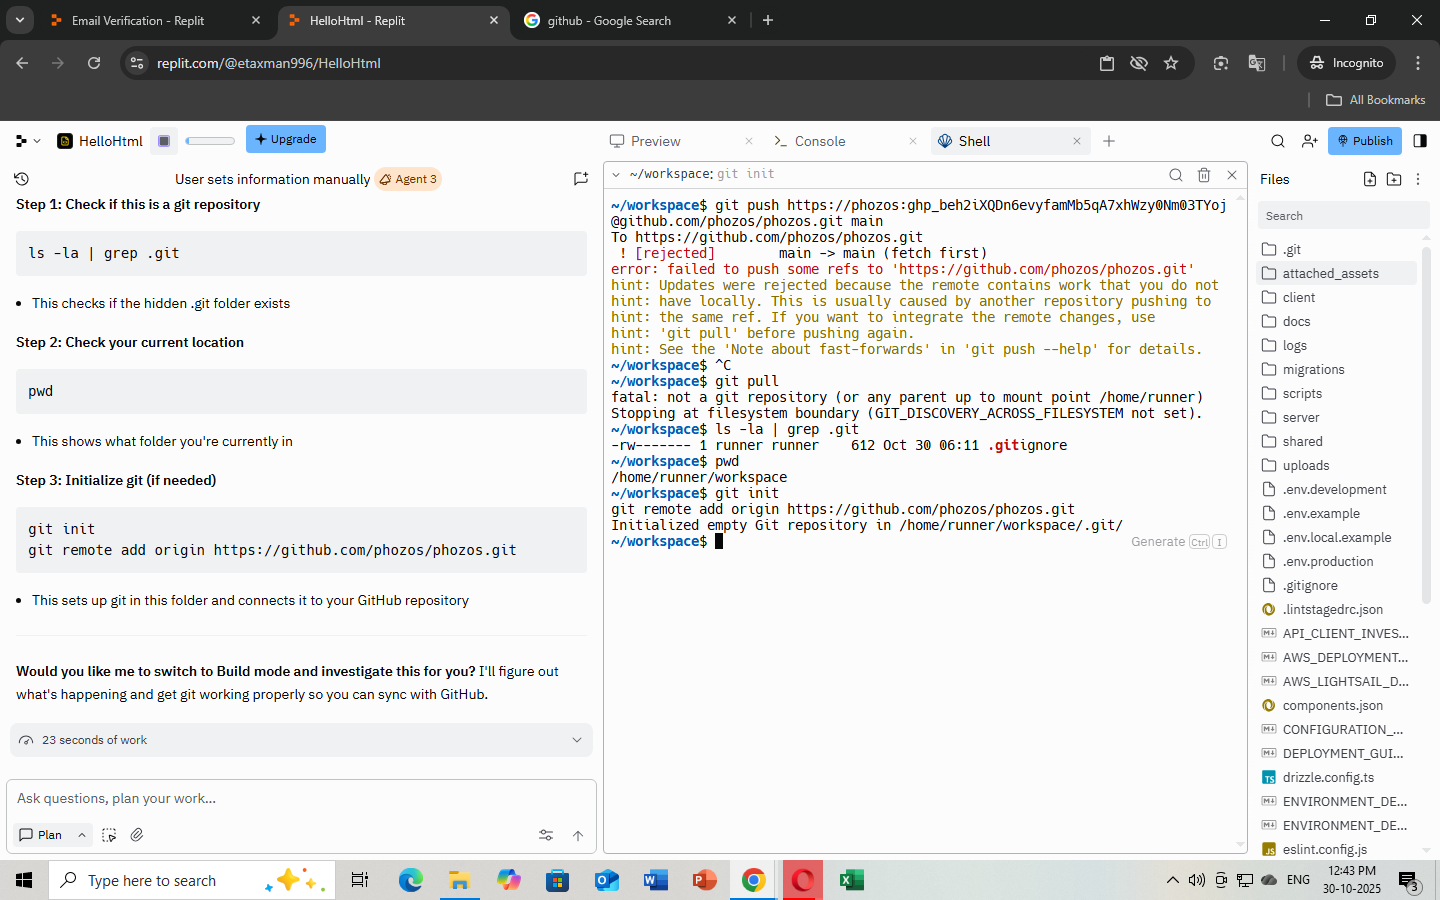 Email Verification - Replit
HelloHtml - Replit
github - Google Search
replit.com/@etaxman996/HelloHtml
Incognito
All Bookmarks
HelloHtml
Upgrade
Preview
Console
Shell
Publish
User sets information manually
Agent 3
Step 1: Check if this is a git repository
ls -la | grep .git
This checks if the hidden .git folder exists
Step 2: Check your current location
pwd
This shows what folder you're currently in
Step 3: Initialize git (if needed)
git init
git remote add origin https://github.com/phozos/phozos.git
This sets up git in this folder and connects it to your GitHub repository
Would you like me to switch to Build mode and investigate this for you? I'll figure out
what's happening and get git working properly so you can sync with GitHub.
23 seconds of work
Ask questions, plan your work...
Plan
~/workspace: git init
~/workspace$ git push https://phozos: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
@github.com/phozos/phozos.git main
To https://github.com/phozos/phozos.git
! [rejected] main -> main (fetch first)
error: failed to push some refs to 'https://github.com/phozos/phozos.git'
hint: Updates were rejected because the remote contains work that you do not
hint: have locally. This is usually caused by another repository pushing to
hint: the same ref. If you want to integrate the remote changes, use
hint: 'git pull' before pushing again.
hint: See the 'Note about fast-forwards' in 'git push --help' for details.
~/workspace$ ^C
~/workspace$ git pull
fatal: not a git repository (or any parent up to mount point /home/runner)
Stopping at filesystem boundary (GIT_DISCOVERY_ACROSS_FILESYSTEM not set).
~/workspace$ ls -la | grep .git
-rw------- 1 runner runner 612 Oct 30 06:11 .gitignore
~/workspace$ pwd
/home/runner/workspace
~/workspace$ git init
git remote add origin https://github.com/phozos/phozos.git
Initialized empty Git repository in /home/runner/workspace/.git/
~/workspace$
Generate Ctrl I
Files
Search
.git
attached_assets
client
docs
logs
migrations
scripts
server
shared
uploads
.env.development
.env.example
.env.local.example
.env.production
.gitignore
.lintstagedrc.json
API_CLIENT_INVES...
AWS_DEPLOYMENT...
AWS_LIGHTSAIL_D...
components.json
CONFIGURATION_...
DEPLOYMENT_GUI...
drizzle.config.ts
ENVIRONMENT_DE...
ENVIRONMENT_DE...
eslint.config.js
Type here to search
ENG
12:43 PM
30-10-2025
3